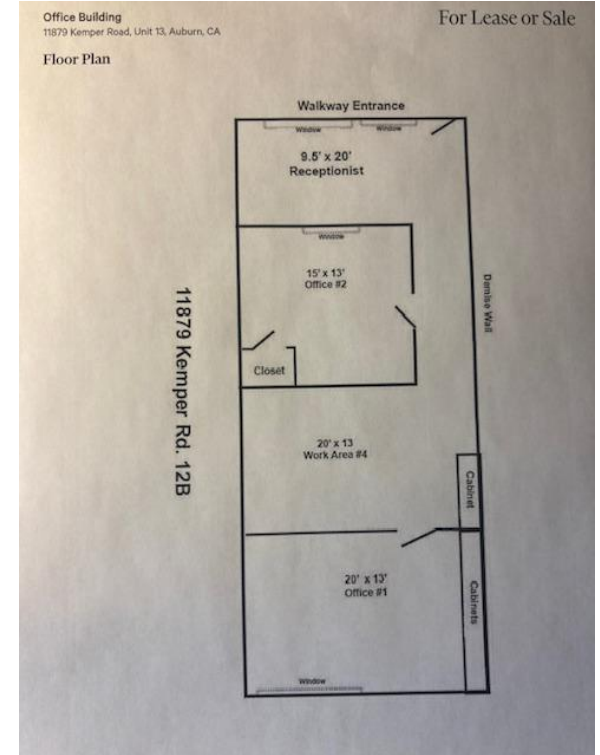 Office Building
For Lease or Sale
11879 Kemper Road, Unit 13, Auburn, CA
Floor Plan
Walkway Entrance
Window
Window
9.5' x 20'
Receptionist
Window
15' x 13'
Office #2
Demise Wall
11879 Kemper Rd. 12B
Closet
20' x 13
Work Area #4
Cabinet
20' x 13'
Office #1
Cabinets
Window